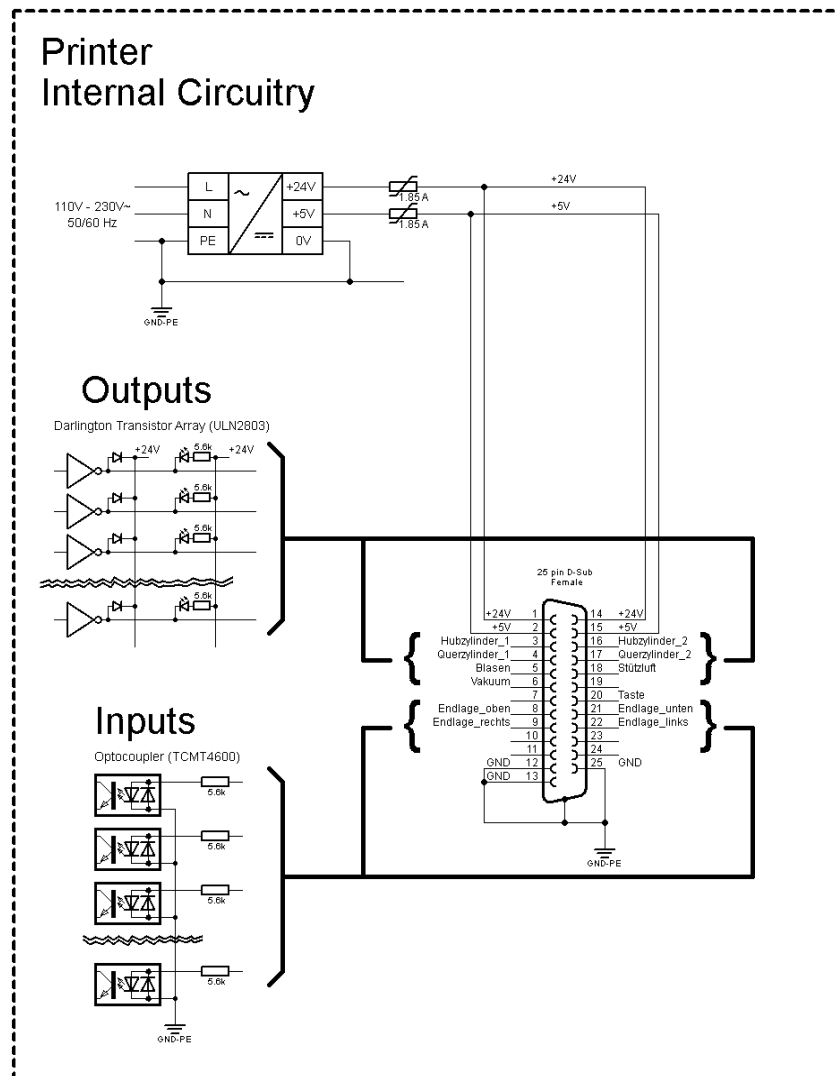 Printer
Internal Circuitry
110V - 230V~
50/60 Hz
L
N
PE
+24V
+5V
0V
1.85A
1.85A
+24V
+5V
GND-PE
Outputs
Darlington Transistor Array (ULN2803)
+24V
5.6k
+24V
5.6k
5.6k
5.6k
25 pin D-Sub
Female
+24V 1 14 +24V
+5V 2 15 +5V
Hubzylinder_1 3 16 Hubzylinder_2
Querzylinder_1 4 17 Querzylinder_2
Blasen 5 18 Stützluft
Vakuum 6 19
7 20 Taste
Endlage_oben 8 21 Endlage_unten
Endlage_rechts 9 22 Endlage_links
10 23
11 24
GND 12 25 GND
GND 13
GND-PE
Inputs
Optocoupler (TCMT4600)
5.6k
5.6k
5.6k
5.6k
GND-PE